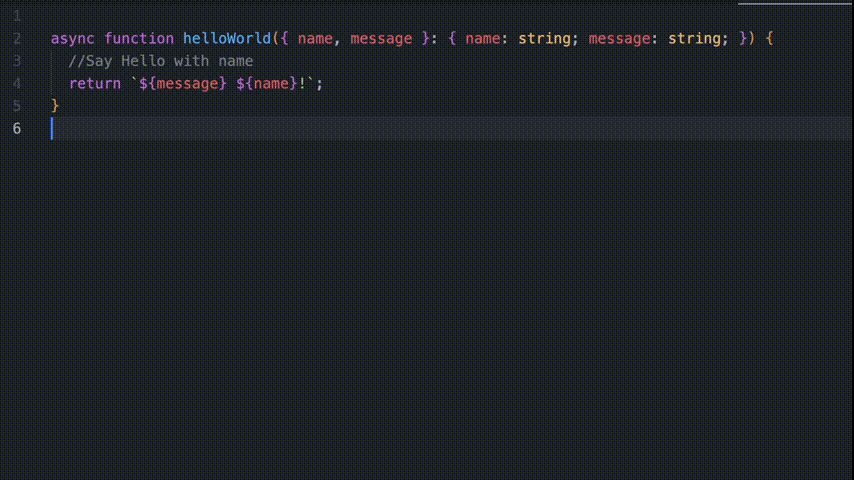 1
2 async function helloWorld({ name, message }: { name: string; message: string; }) {
3 //Say Hello with name
4 return `${message} ${name}!`;
5 }
6